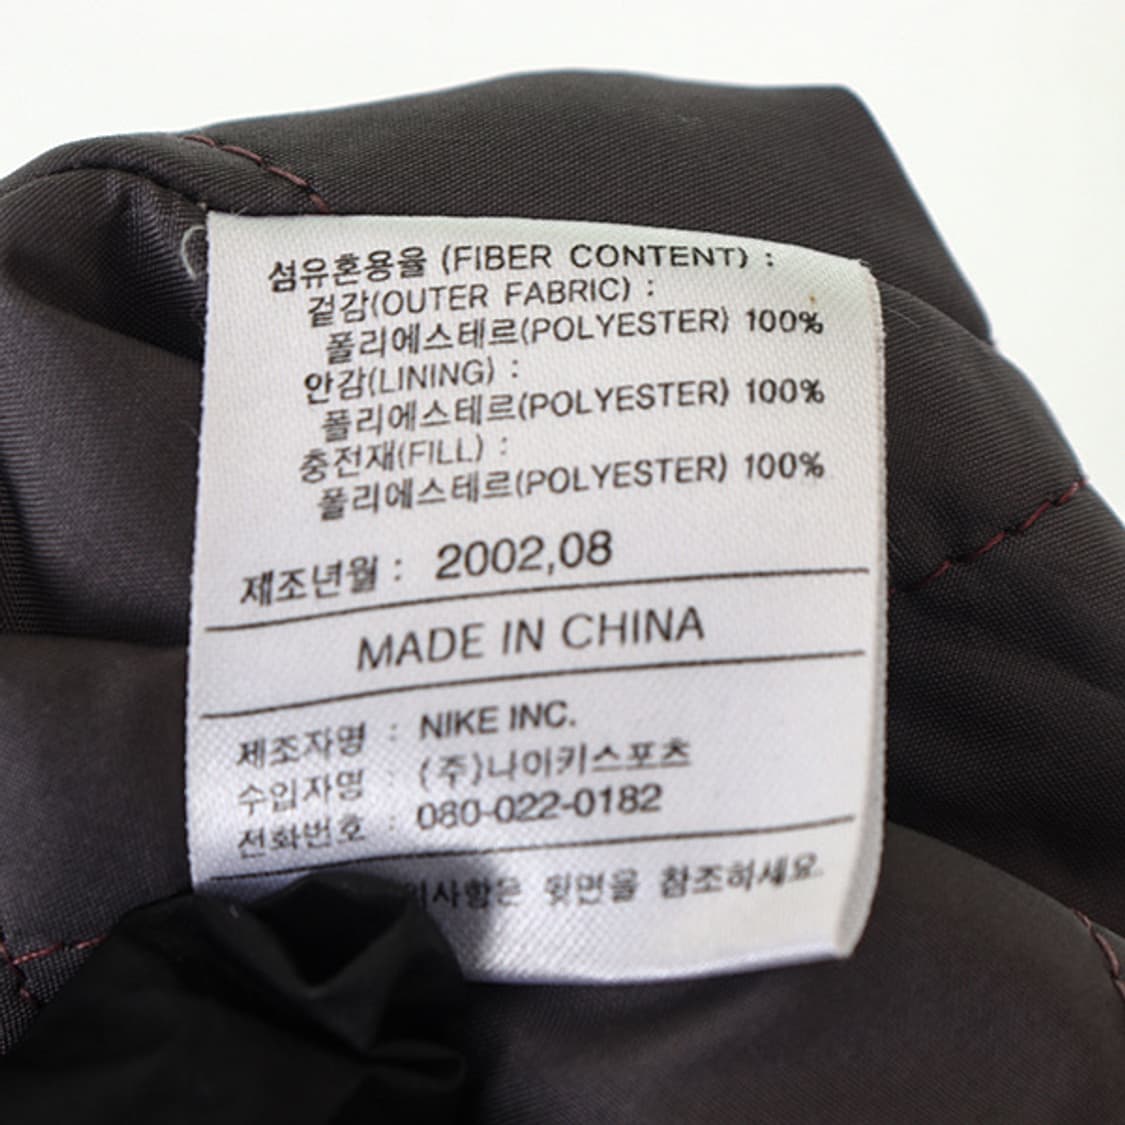 섬유혼용율 (FIBER CONTENT) :
겉감(OUTER FABRIC) :
폴리에스테르(POLYESTER) 100%
안감(LINING) :
폴리에스테르(POLYESTER) 100%
충전재(FILL) :
폴리에스테르(POLYESTER) 100%
제조년월 : 2002,08
MADE IN CHINA
제조자명 : NIKE INC.
수입자명 : (주)나이키스포츠
전화번호 : 080-022-0182
뒷면을 참조하세요.